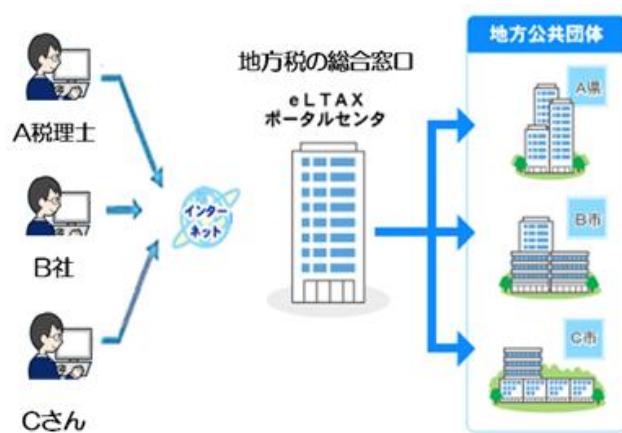 A税理士
B社
Cさん
インター
ネット
地方税の総合窓口
eLTAX
ポータルセンタ
地方公共団体
A県
B市
C市